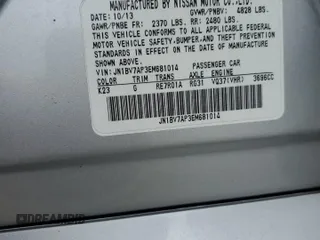 MANUFACTURED BY NISSAN MOTOR CO.,LTD.
DATE: 10/13 GVWR/PNBV: 4828 LBS.
GAWR/PNBE FR: 2370 LBS. RR: 2480 LBS.
THIS VEHICLE CONFORMS TO ALL APPLICABLE FEDERAL
MOTOR VEHICLE SAFETY,BUMPER,AND THEFT PREVENTION
STANDARDS IN EFFECT ON THE DATE OF MANUFACTURE
SHOWN ABOVE.
VIN: JN1BV7AP3EM681014 PASSENGER CAR
COLOR TRIM TRANS AXLE ENGINE
K23 G RE7R01A R031 VQ37(VHR) 3696CC
JN1BV7AP3EM681014